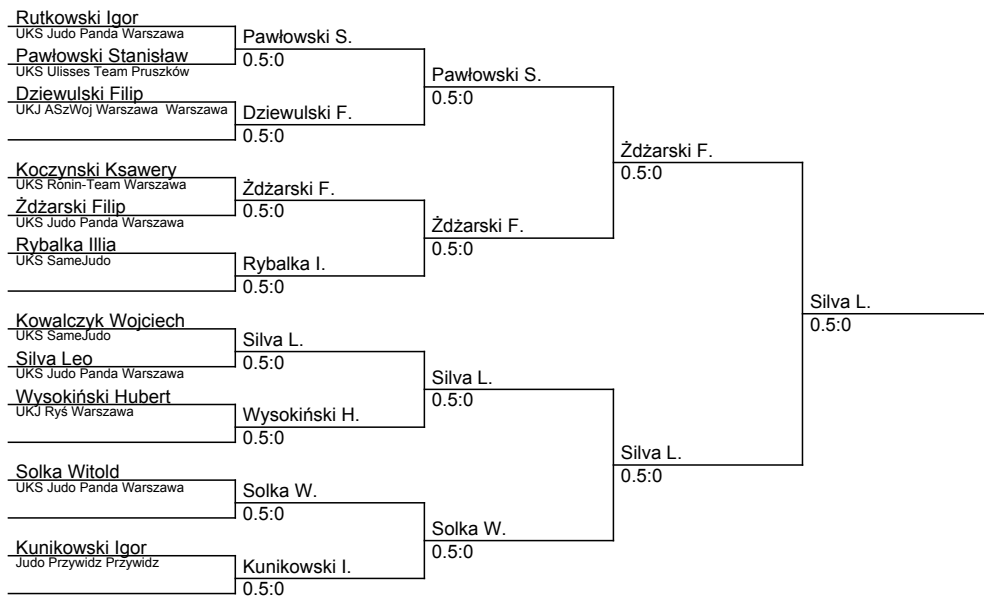 Rutkowski Igor
UKS Judo Panda Warszawa
Pawłowski Stanisław
UKS Ulisses Team Pruszków
Dziewulski Filip
UKJ ASzWoj Warszawa  Warszawa
Koczynski Ksawery
UKS Ronin-Team Warszawa
Żdżarski Filip
UKS Judo Panda Warszawa
Rybalka Illia
UKS SameJudo
Kowalczyk Wojciech
UKS SameJudo
Silva Leo
UKS Judo Panda Warszawa
Wysokiński Hubert
UKJ Ryś Warszawa
Solka Witold
UKS Judo Panda Warszawa
Kunikowski Igor
Judo Przywidz Przywidz
Pawłowski S.
0.5:0
Dziewulski F.
0.5:0
Żdżarski F.
0.5:0
Rybalka I.
0.5:0
Silva L.
0.5:0
Wysokiński H.
0.5:0
Solka W.
0.5:0
Kunikowski I.
0.5:0
Pawłowski S.
0.5:0
Żdżarski F.
0.5:0
Silva L.
0.5:0
Solka W.
0.5:0
Żdżarski F.
0.5:0
Silva L.
0.5:0
Silva L.
0.5:0